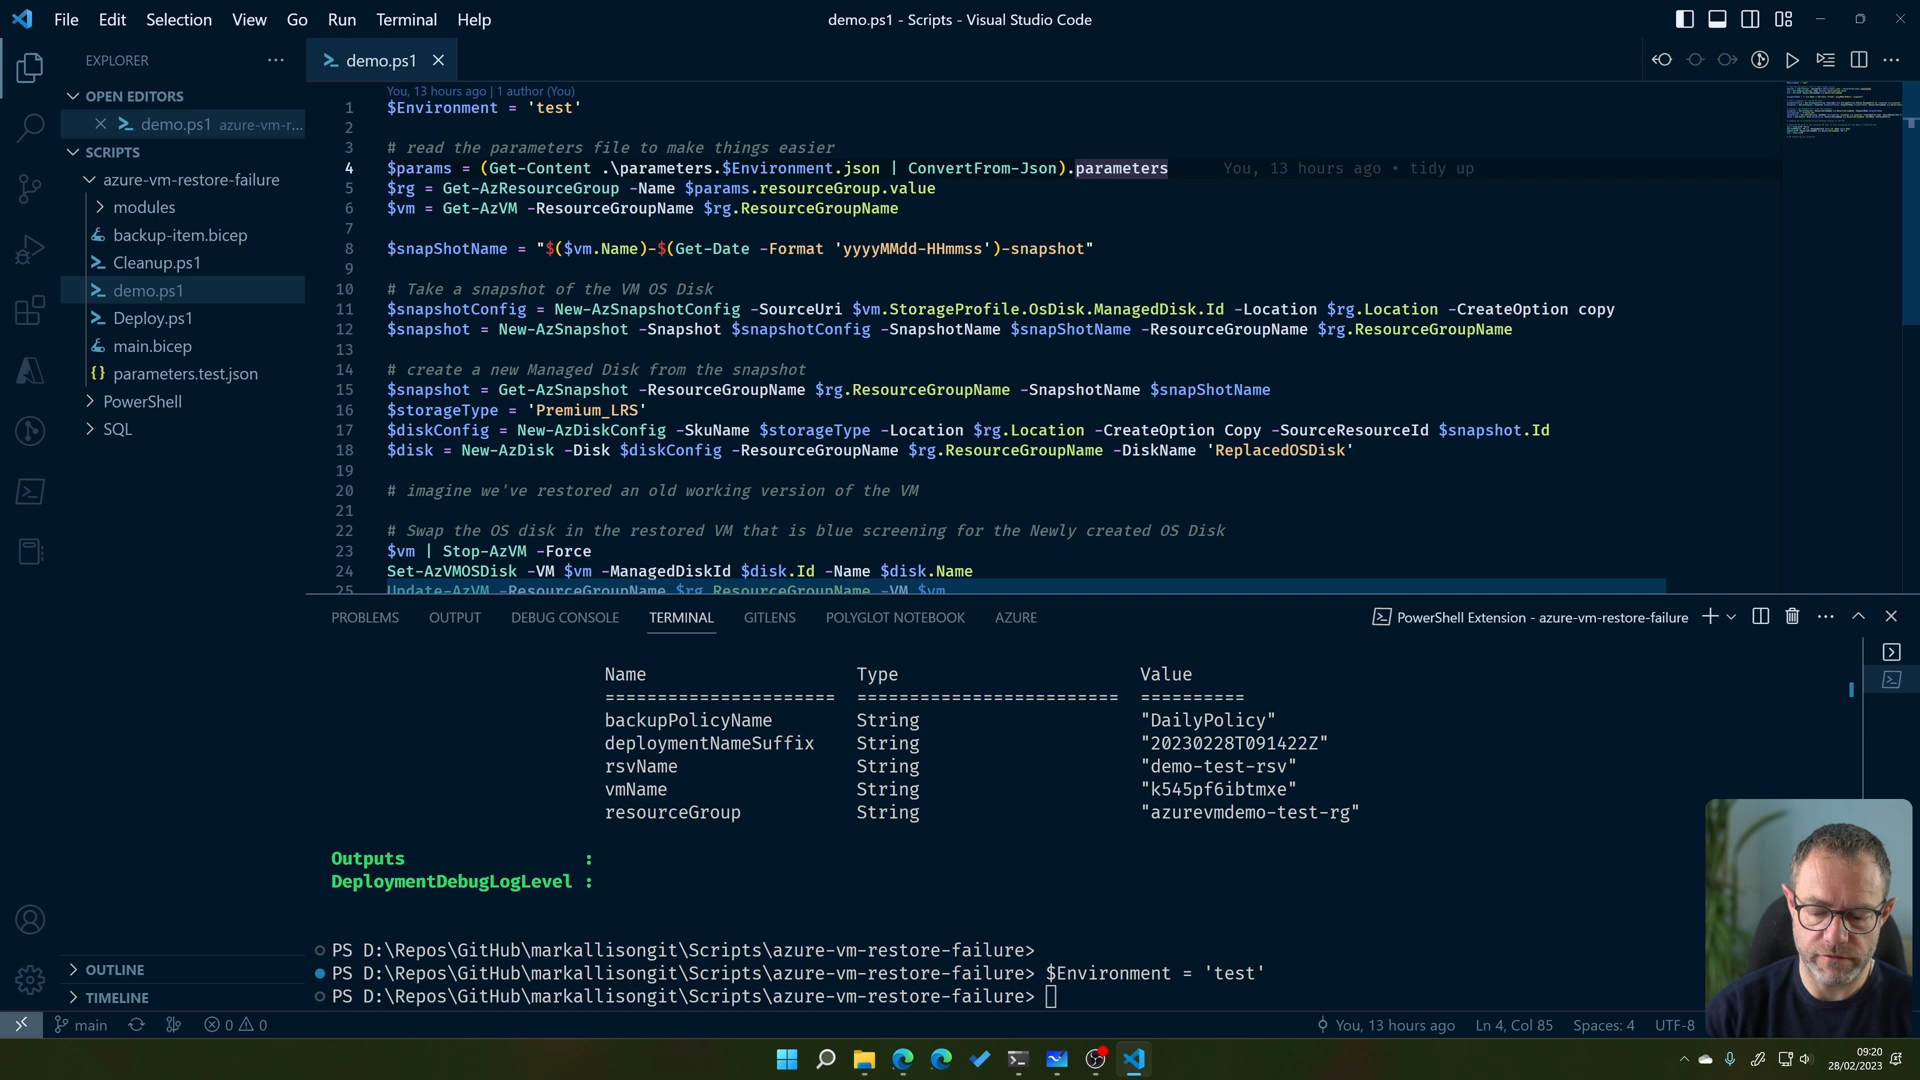 File Edit Selection View Go Run Terminal Help
demo.ps1 - Scripts - Visual Studio Code
EXPLORER
demo.ps1
OPEN EDITORS
demo.ps1 azure-vm-r...
SCRIPTS
azure-vm-restore-failure
modules
backup-item.bicep
Cleanup.ps1
demo.ps1
Deploy.ps1
main.bicep
{} parameters.test.json
PowerShell
SQL
OUTLINE
TIMELINE
You, 13 hours ago | 1 author (You)
1 $Environment = 'test'
2
3 # read the parameters file to make things easier
4 $params = (Get-Content .\parameters.$Environment.json | ConvertFrom-Json).parameters You, 13 hours ago • tidy up
5 $rg = Get-AzResourceGroup -Name $params.resourceGroup.value
6 $vm = Get-AzVM -ResourceGroupName $rg.ResourceGroupName
7
8 $snapShotName = "$($vm.Name)-$(Get-Date -Format 'yyyyMMdd-HHmmss')-snapshot"
9
10 # Take a snapshot of the VM OS Disk
11 $snapshotConfig = New-AzSnapshotConfig -SourceUri $vm.StorageProfile.OsDisk.ManagedDisk.Id -Location $rg.Location -CreateOption copy
12 $snapshot = New-AzSnapshot -Snapshot $snapshotConfig -SnapshotName $snapShotName -ResourceGroupName $rg.ResourceGroupName
13
14 # create a new Managed Disk from the snapshot
15 $snapshot = Get-AzSnapshot -ResourceGroupName $rg.ResourceGroupName -SnapshotName $snapShotName
16 $storageType = 'Premium_LRS'
17 $diskConfig = New-AzDiskConfig -SkuName $storageType -Location $rg.Location -CreateOption Copy -SourceResourceId $snapshot.Id
18 $disk = New-AzDisk -Disk $diskConfig -ResourceGroupName $rg.ResourceGroupName -DiskName 'ReplacedOSDisk'
19
20 # imagine we've restored an old working version of the VM
21
22 # Swap the OS disk in the restored VM that is blue screening for the Newly created OS Disk
23 $vm | Stop-AzVM -Force
24 Set-AzVMOSDisk -VM $vm -ManagedDiskId $disk.Id -Name $disk.Name
25 Update-AzVM -ResourceGroupName $rg.ResourceGroupName -VM $vm
PROBLEMS OUTPUT DEBUG CONSOLE TERMINAL GITLENS POLYGLOT NOTEBOOK AZURE
PowerShell Extension - azure-vm-restore-failure
Name Type Value
====================== ========================= ==========
backupPolicyName String "DailyPolicy"
deploymentNameSuffix String "20230228T091422Z"
rsvName String "demo-test-rsv"
vmName String "k545pf6ibtmxe"
resourceGroup String "azurevmdemo-test-rg"
Outputs :
DeploymentDebugLogLevel :
PS D:\Repos\GitHub\markallisongit\Scripts\azure-vm-restore-failure>
PS D:\Repos\GitHub\markallisongit\Scripts\azure-vm-restore-failure> $Environment = 'test'
PS D:\Repos\GitHub\markallisongit\Scripts\azure-vm-restore-failure>
main 0 0 You, 13 hours ago Ln 4, Col 85 Spaces: 4 UTF-8
09:20
28/02/2023